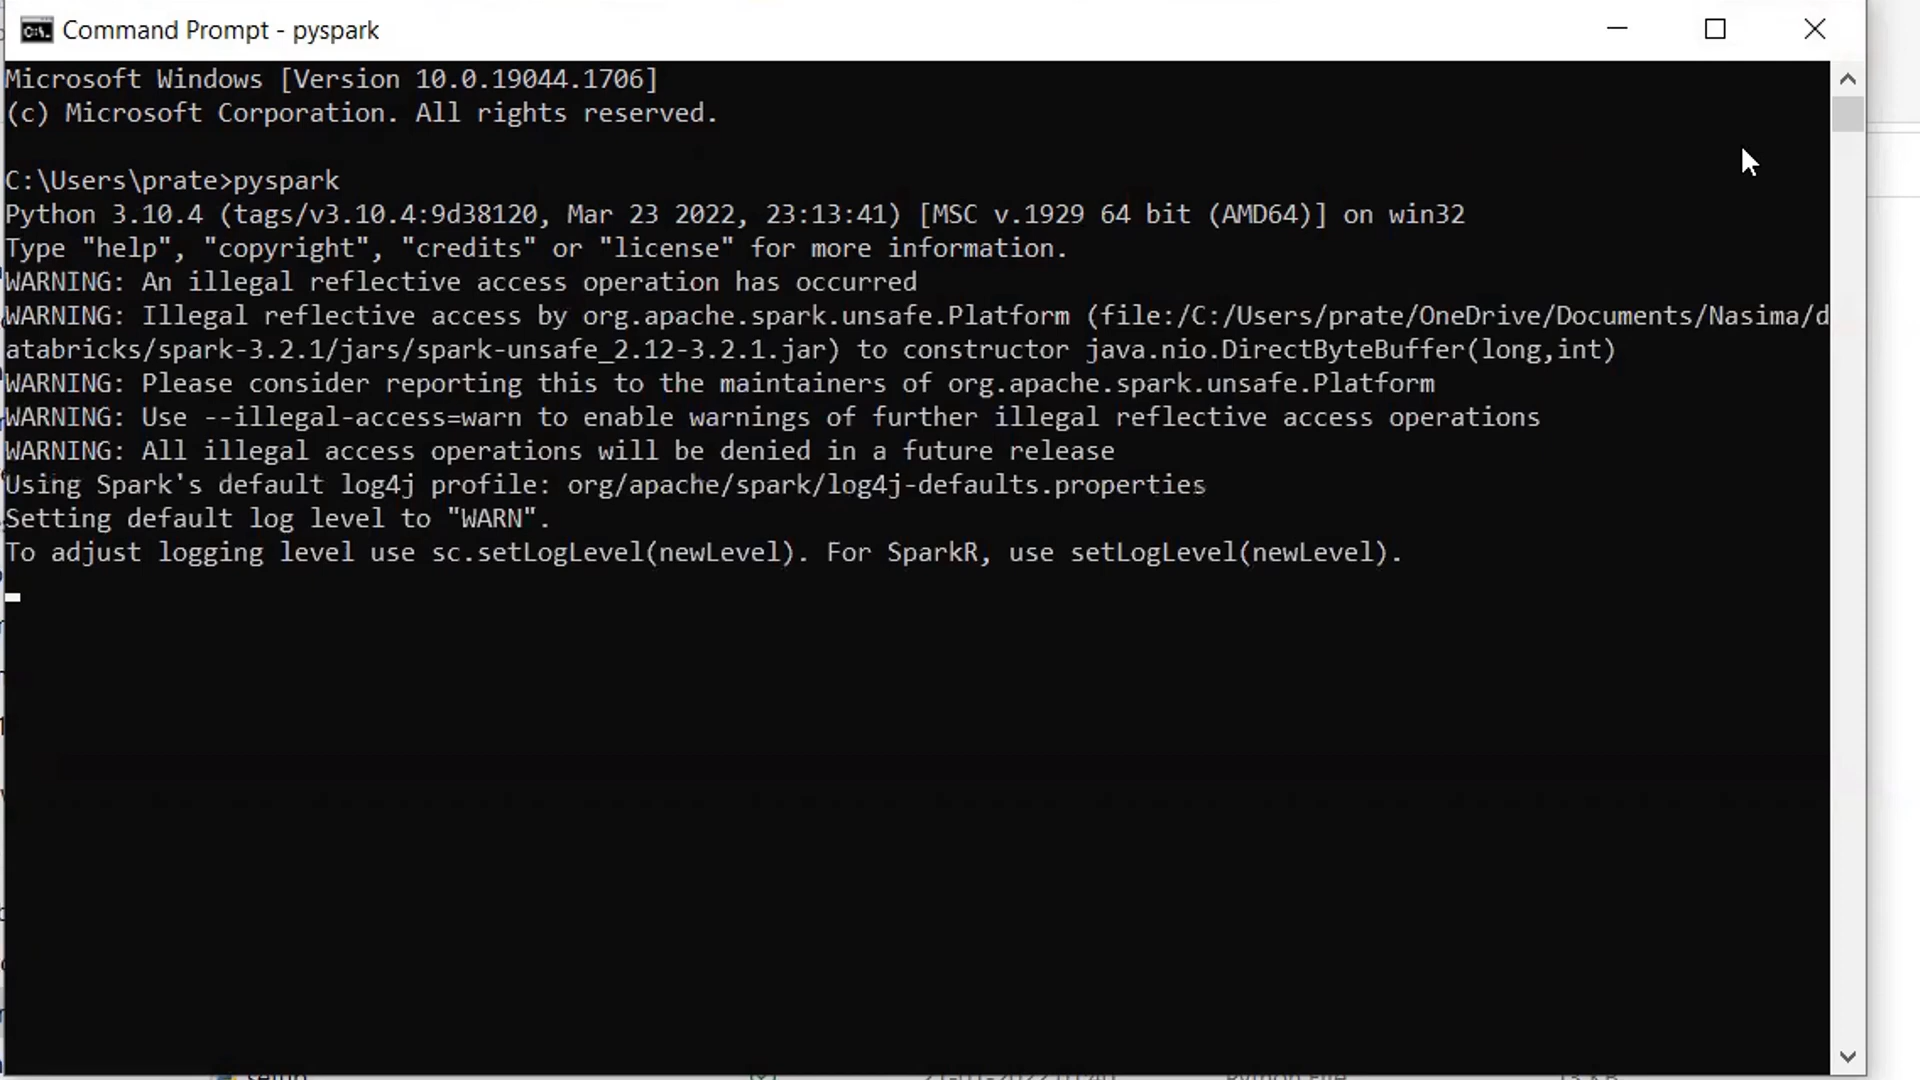 Command Prompt - pyspark
Microsoft Windows [Version 10.0.19044.1706]
(c) Microsoft Corporation. All rights reserved.
C:\Users\prate>pyspark
Python 3.10.4 (tags/v3.10.4:9d38120, Mar 23 2022, 23:13:41) [MSC v.1929 64 bit (AMD64)] on win32
Type "help", "copyright", "credits" or "license" for more information.
WARNING: An illegal reflective access operation has occurred
WARNING: Illegal reflective access by org.apache.spark.unsafe.Platform (file:/C:/Users/prate/OneDrive/Documents/Nasima/d
atabricks/spark-3.2.1/jars/spark-unsafe_2.12-3.2.1.jar) to constructor java.nio.DirectByteBuffer(long,int)
WARNING: Please consider reporting this to the maintainers of org.apache.spark.unsafe.Platform
WARNING: Use --illegal-access=warn to enable warnings of further illegal reflective access operations
WARNING: All illegal access operations will be denied in a future release
Using Spark's default log4j profile: org/apache/spark/log4j-defaults.properties
Setting default log level to "WARN".
To adjust logging level use sc.setLogLevel(newLevel). For SparkR, use setLogLevel(newLevel).